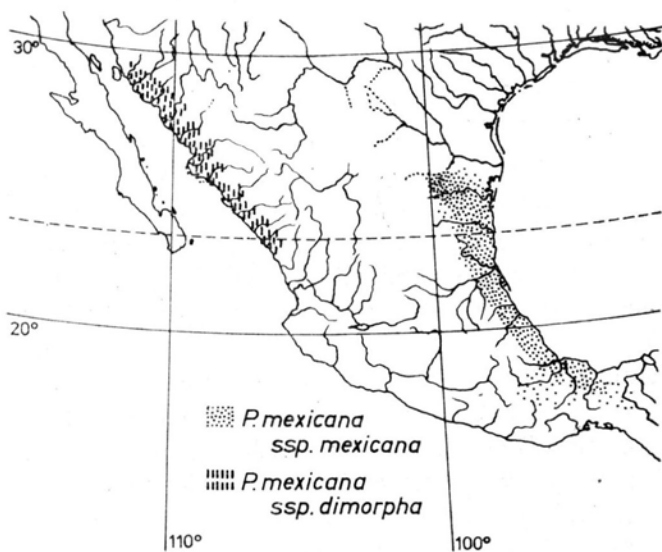 30°
20°
P. mexicana
ssp. mexicana
P. mexicana
ssp. dimorpha
110°
100°